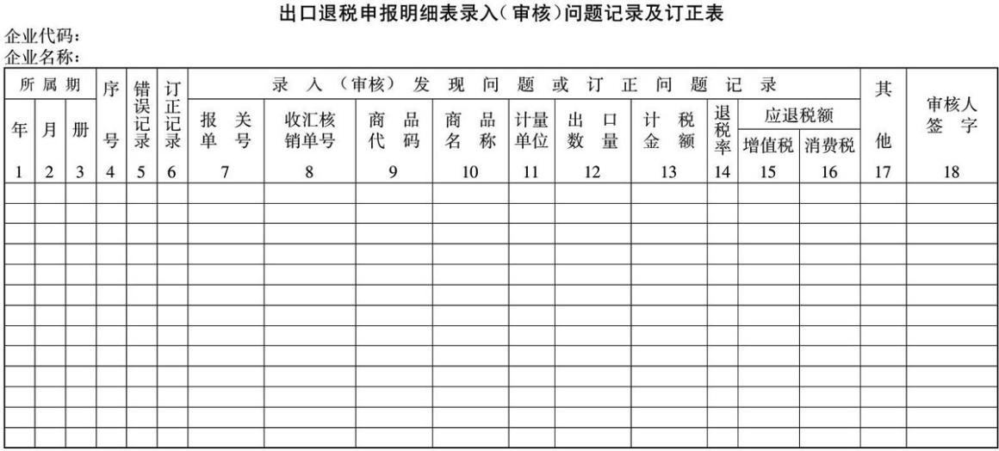 出口退税申报明细表录入（审核）问题记录及订正表
企业代码：
企业名称：
所属期 序号 错误记录 订正记录 录入（审核）发现问题或订正问题记录 其他 审核人签字
年 月 册 报关单号 收汇核销单号 商品代码 商品名称 计量单位 出口数量 计税金额 退税率 应退税额
增值税 消费税
1 2 3 4 5 6 7 8 9 10 11 12 13 14 15 16 17 18